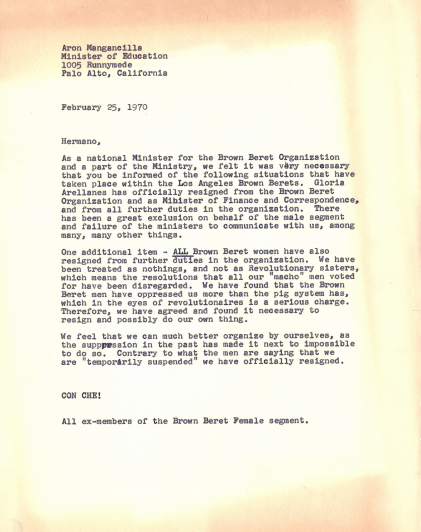 Aron Mangancilla
Minister of Education
1005 Runnymede
Palo Alto, California
February 25, 1970
Hermano,
As a national Minister for the Brown Beret Organization
and a part of the Ministry, we felt it was very necessary
that you be informed of the following situations that have
taken place within the Los Angeles Brown Berets. Gloria
Arellanes has officially resigned from the Brown Beret
Organization and as Mibister of Finance and Correspondence,
and from all further duties in the organization. There
has been a great exclusion on behalf of the male segment
and failure of the ministers to communicate with us, among
many, many other things.
One additional item - ALL Brown Beret women have also
resigned from further duties in the organization. We have
been treated as nothings, and not as Revolutionary sisters,
which means the resolutions that all our "macho" men voted
for have been disregarded. We have found that the Brown
Beret men have oppressed us more than the pig system has,
which in the eyes of revolutionaires is a serious charge.
Therefore, we have agreed and found it necessary to
resign and possibly do our own thing.
We feel that we can much better organize by ourselves, as
the suppression in the past has made it next to impossible
to do so. Contrary to what the men are saying that we
are "temporarily suspended" we have officially resigned.
CON CHE!
All ex-members of the Brown Beret Female segment.